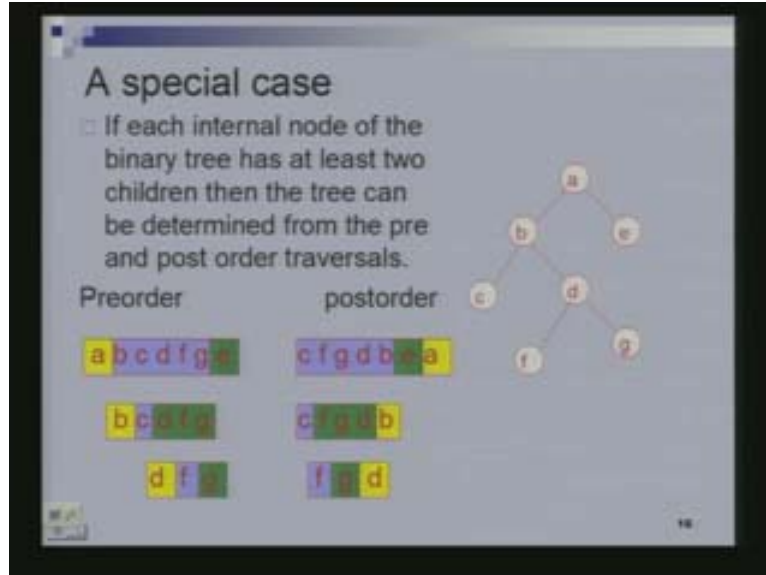 A special case
If each internal node of the
binary tree has at least two
children then the tree can
be determined from the pre
and post order traversals.
Preorder postorder
a b c d f g e c f g d b e a
b c d f g c f g d b
d f g f g d
a
b e
c d
f g